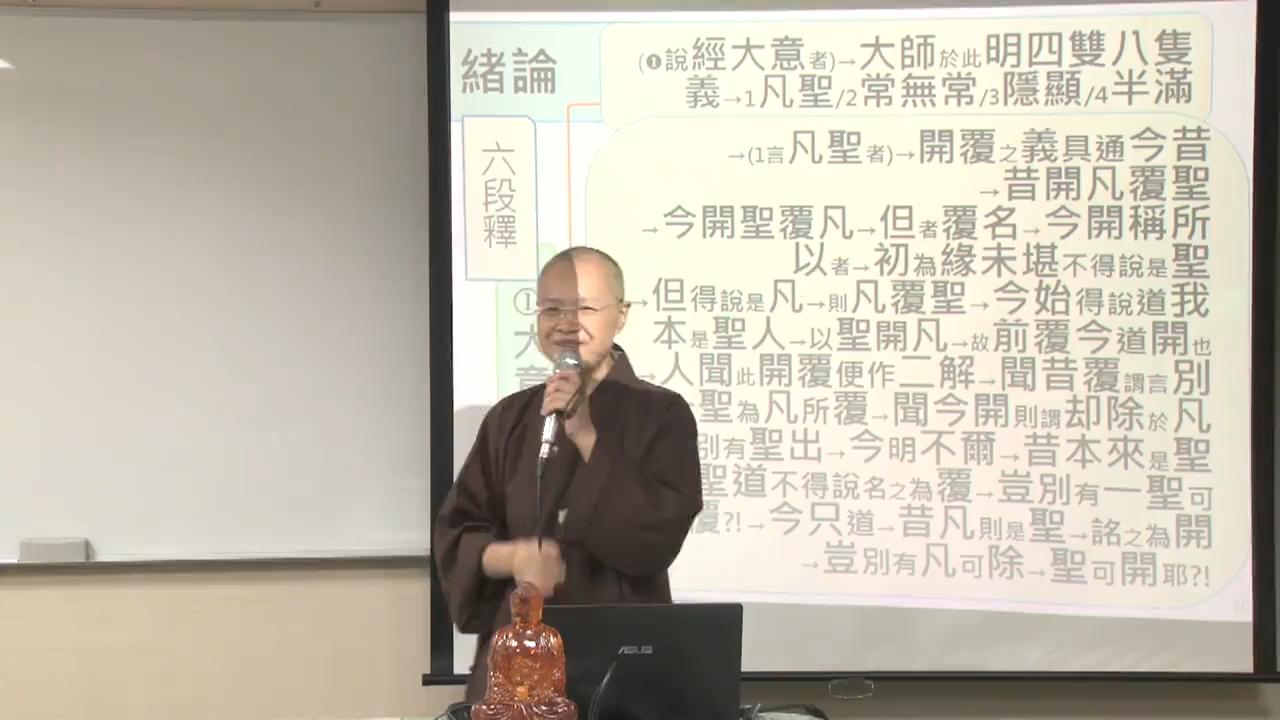 緒論
(❶說經大意者)→大師於此明四雙八隻
義→1凡聖/2常無常/3隱顯/4半滿
六段釋
→(1言凡聖者)→開覆之義具通今昔
→昔開凡覆聖
→今開聖覆凡→但者覆名→今開稱所
以者→初為緣未堪不得說是聖
→但得說是凡→則凡覆聖→今始得說道我
本是聖人→以聖開凡→故前覆今道開也
→人聞此開覆便作二解→聞昔覆謂言別
聖為凡所覆→聞今開則謂却除於凡
別有聖出→今明不爾→昔本來是聖
聖道不得說名之為覆→豈別有一聖可
覆?!→今只道→昔凡則是聖→詺之為開
→豈別有凡可除→聖可開耶?!
①
大
意
ASUS